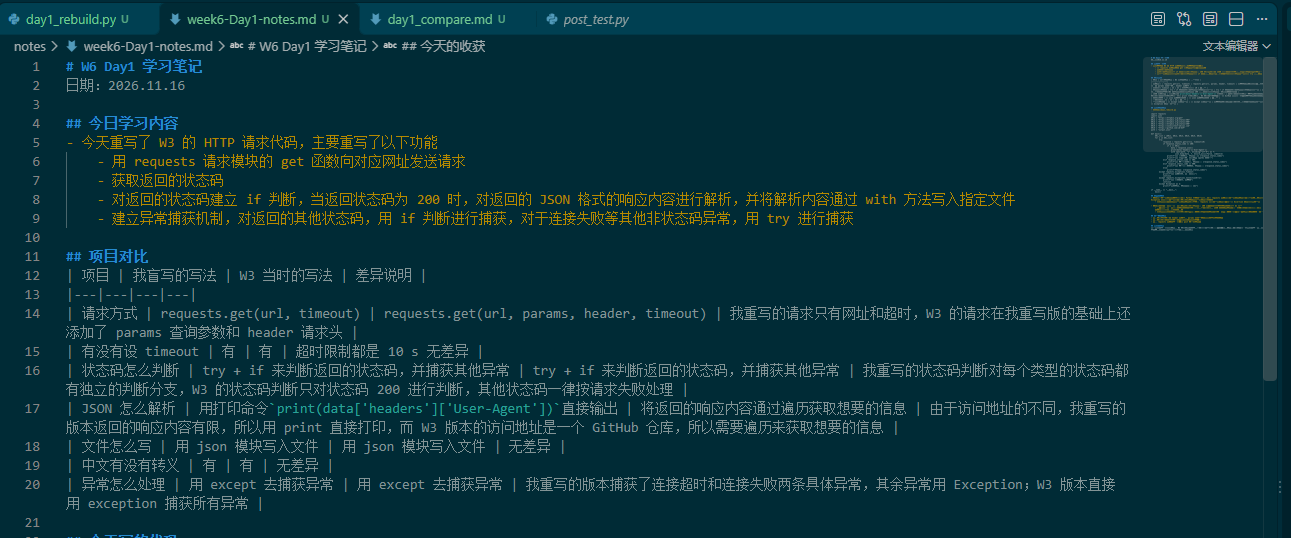 day1_rebuild.py U
week6-Day1-notes.md U
day1_compare.md U
post_test.py
notes > week6-Day1-notes.md > abc # W6 Day1 学习笔记 > abc ## 今天的收获
文本编辑器
1 # W6 Day1 学习笔记
2 日期：2026.11.16
3
4 ## 今日学习内容
5 - 今天重写了 W3 的 HTTP 请求代码，主要重写了以下功能
6 - 用 requests 请求模块的 get 函数向对应网址发送请求
7 - 获取返回的状态码
8 - 对返回的状态码建立 if 判断，当返回状态码为 200 时，对返回的 JSON 格式的响应内容进行解析，并将解析内容通过 with 方法写入指定文件
9 - 建立异常捕获机制，对返回的其他状态码，用 if 判断进行捕获，对于连接失败等其他非状态码异常，用 try 进行捕获
10
11 ## 项目对比
12 | 项目 | 我盲写的写法 | W3 当时的写法 | 差异说明 |
13 |---|---|---|---|
14 | 请求方式 | requests.get(url, timeout) | requests.get(url, params, header, timeout) | 我重写的请求只有网址和超时，W3 的请求在我重写版的基础上还
添加了 params 查询参数和 header 请求头 |
15 | 有没有设 timeout | 有 | 有 | 超时限制都是 10 s 无差异 |
16 | 状态码怎么判断 | try + if 来判断返回的状态码，并捕获其他异常 | try + if 来判断返回的状态码，并捕获其他异常 | 我重写的状态码判断对每个类型的状态码都
有独立的判断分支，W3 的状态码判断只对状态码 200 进行判断，其他状态码一律按请求失败处理 |
17 | JSON 怎么解析 | 用打印命令`print(data['headers']['User-Agent'])`直接输出 | 将返回的响应内容通过遍历获取想要的信息 | 由于访问地址的不同，我重写的
版本返回的响应内容有限，所以用 print 直接打印，而 W3 版本的访问地址是一个 GitHub 仓库，所以需要遍历来获取想要的信息 |
18 | 文件怎么写 | 用 json 模块写入文件 | 用 json 模块写入文件 | 无差异 |
19 | 中文有没有转义 | 有 | 有 | 无差异 |
20 | 异常怎么处理 | 用 except 去捕获异常 | 用 except 去捕获异常 | 我重写的版本捕获了连接超时和连接失败两条具体异常，其余异常用 Exception；W3 版本直接
用 exception 捕获所有异常 |
21